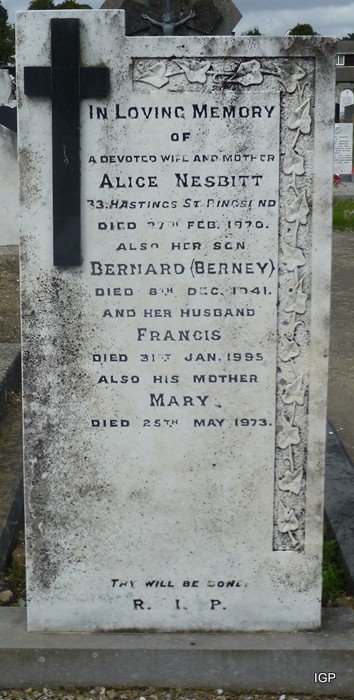 In Loving Memory
OF
A DEVOTED WIFE AND MOTHER
Alice Nesbitt
33, HASTINGS ST. RINGSEND
DIED 27TH FEB. 1970.
ALSO HER SON
BERNARD (BERNEY)
DIED 8TH DEC. 1941.
AND HER HUSBAND
FRANCIS
DIED 31ST JAN. 1995
ALSO HIS MOTHER
MARY
DIED 25TH MAY 1973.
THY WILL BE DONE.
R. I. P.
IGP